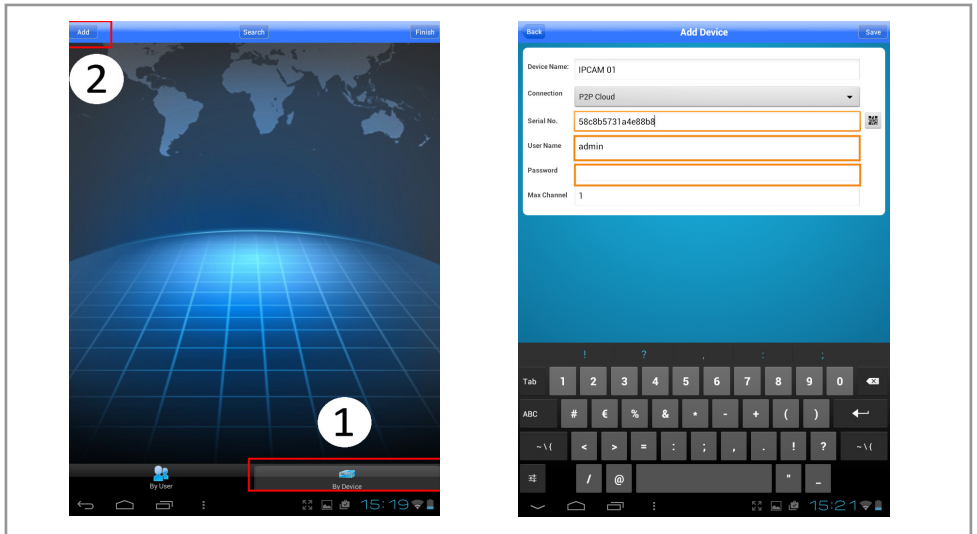 Add Search Finish
2
1
By User By Device
15:19
Back Add Device Save
Device Name: IPCAM 01
Connection P2P Cloud
Serial No. 58c8b5731a4e88b8
User Name admin
Password
Max Channel 1
! ? , : ;
Tab 1 2 3 4 5 6 7 8 9 0
ABC # € % & * - + ( )
~\{ < > = : ; , . ! ? ~\{
/ @ " _
15:21